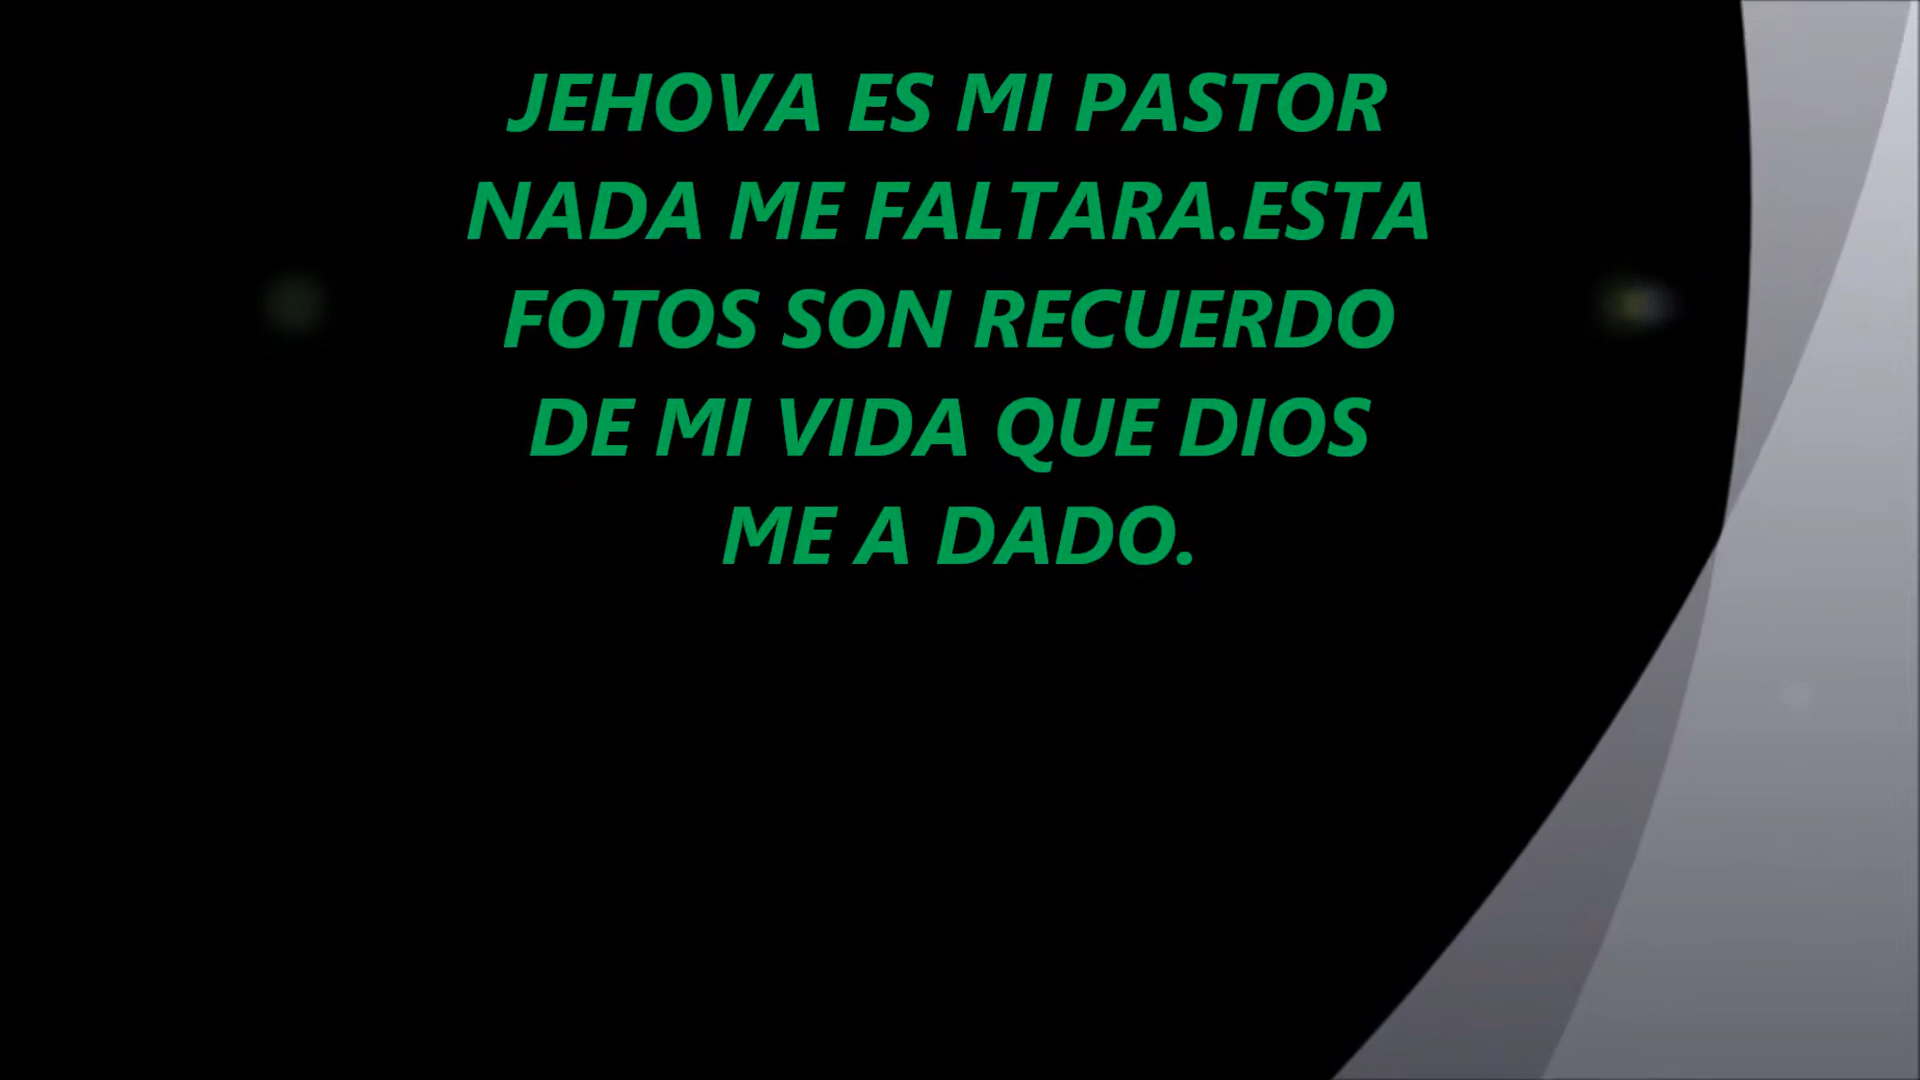 JEHOVA ES MI PASTOR
NADA ME FALTARA.ESTA
FOTOS SON RECUERDO
DE MI VIDA QUE DIOS
ME A DADO.